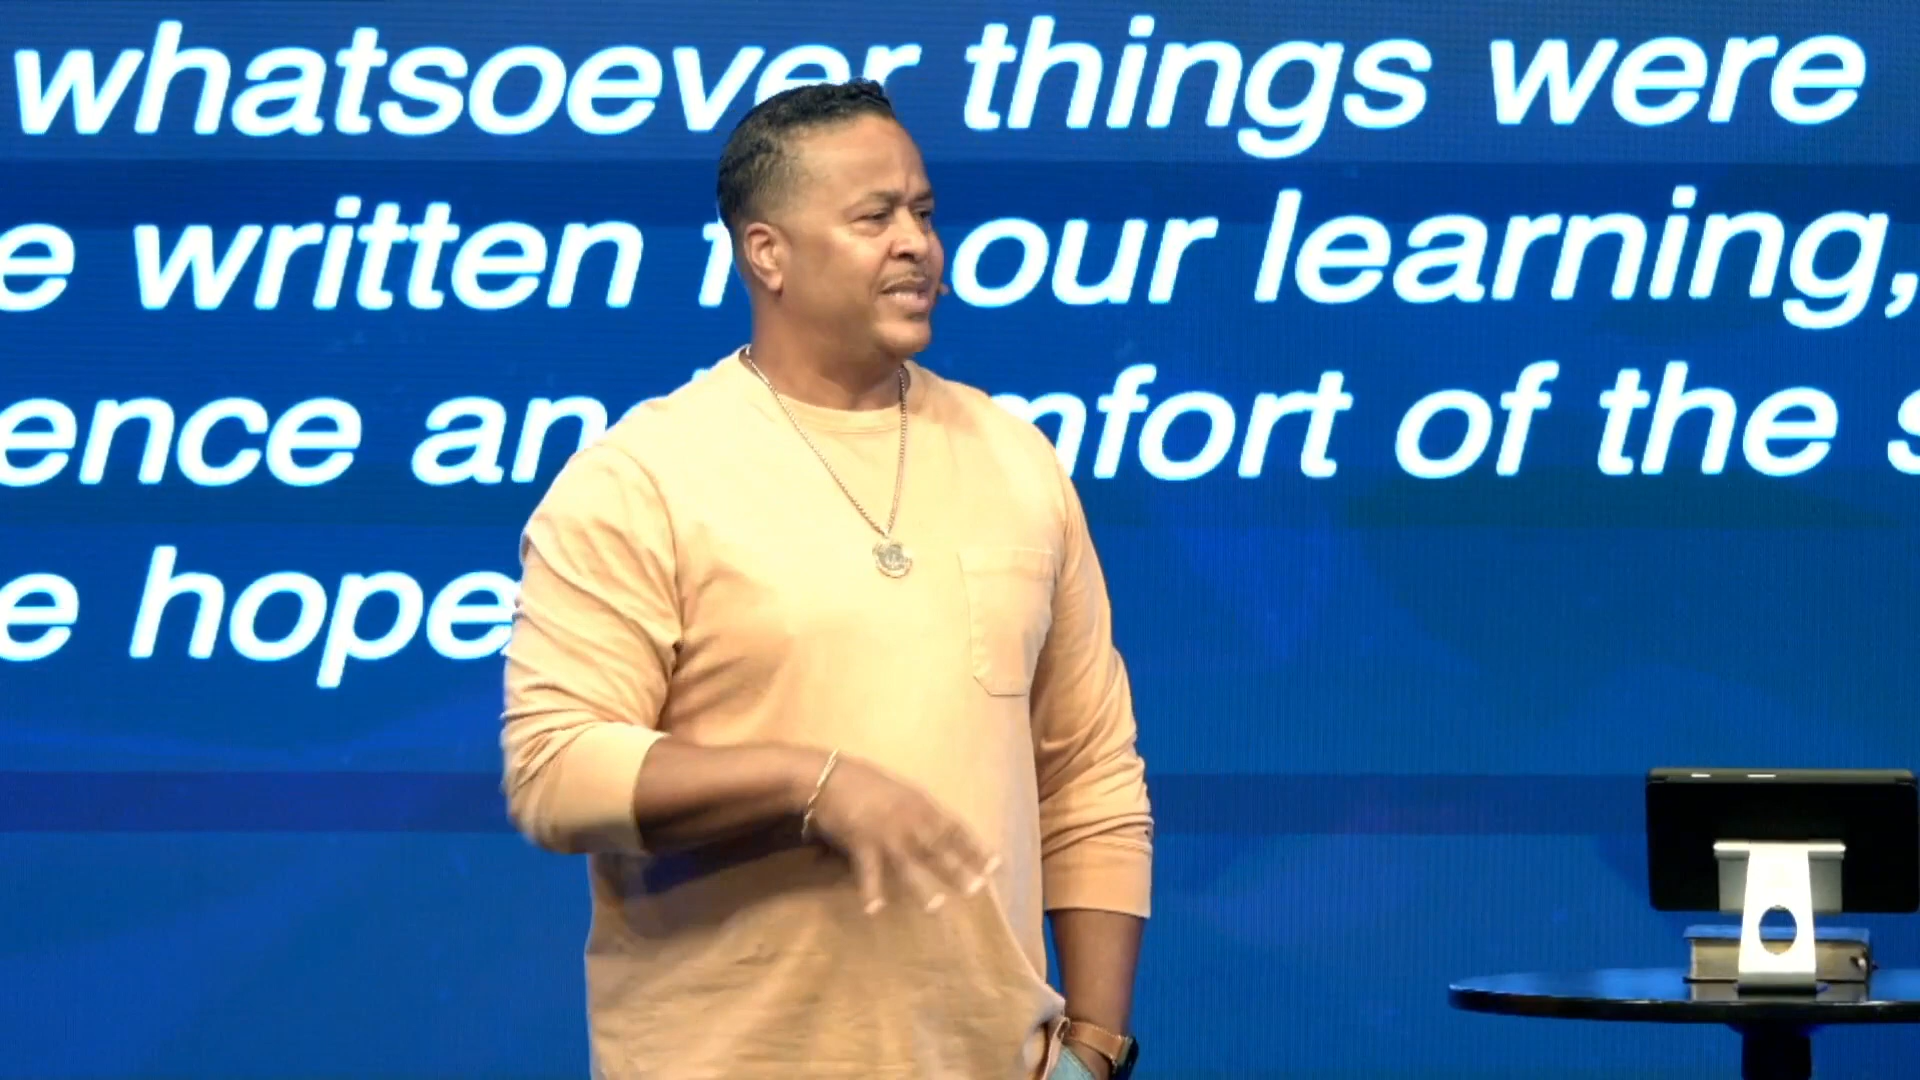 whatsoever things were
e written our learning,
ence an mfort of the s
e hope